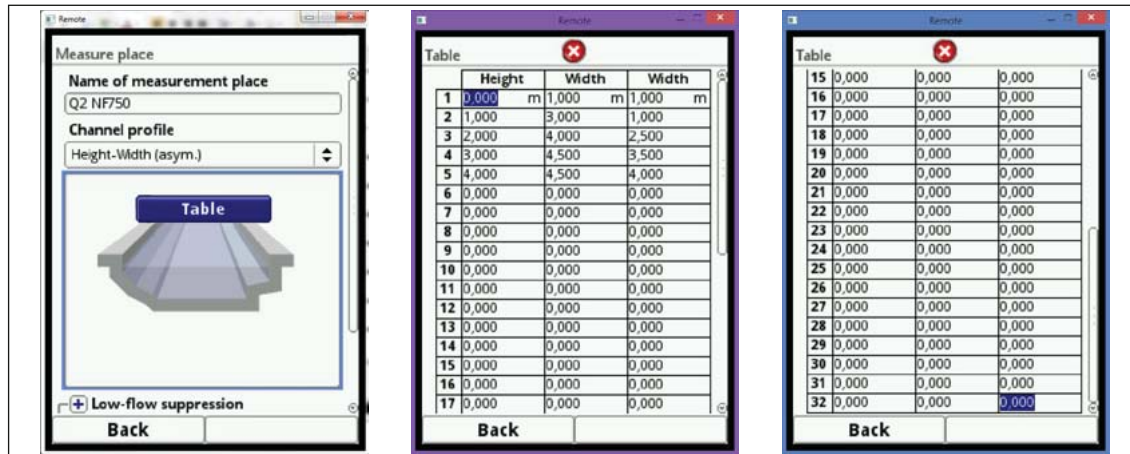 Remote
Measure place
Name of measurement place
Q2 NF750
Channel profile
Height-Width (asym.)
Table
Low-flow suppression
Back
Remote
Table
Height Width Width
1 0,000 m 1,000 m 1,000 m
2 1,000 3,000 1,000
3 2,000 4,000 2,500
4 3,000 4,500 3,500
5 4,000 4,500 4,000
6 0,000 0,000 0,000
7 0,000 0,000 0,000
8 0,000 0,000 0,000
9 0,000 0,000 0,000
10 0,000 0,000 0,000
11 0,000 0,000 0,000
12 0,000 0,000 0,000
13 0,000 0,000 0,000
14 0,000 0,000 0,000
15 0,000 0,000 0,000
16 0,000 0,000 0,000
17 0,000 0,000 0,000
Back
Remote
Table
15 0,000 0,000 0,000
16 0,000 0,000 0,000
17 0,000 0,000 0,000
18 0,000 0,000 0,000
19 0,000 0,000 0,000
20 0,000 0,000 0,000
21 0,000 0,000 0,000
22 0,000 0,000 0,000
23 0,000 0,000 0,000
24 0,000 0,000 0,000
25 0,000 0,000 0,000
26 0,000 0,000 0,000
27 0,000 0,000 0,000
28 0,000 0,000 0,000
29 0,000 0,000 0,000
30 0,000 0,000 0,000
31 0,000 0,000 0,000
32 0,000 0,000 0,000
Back